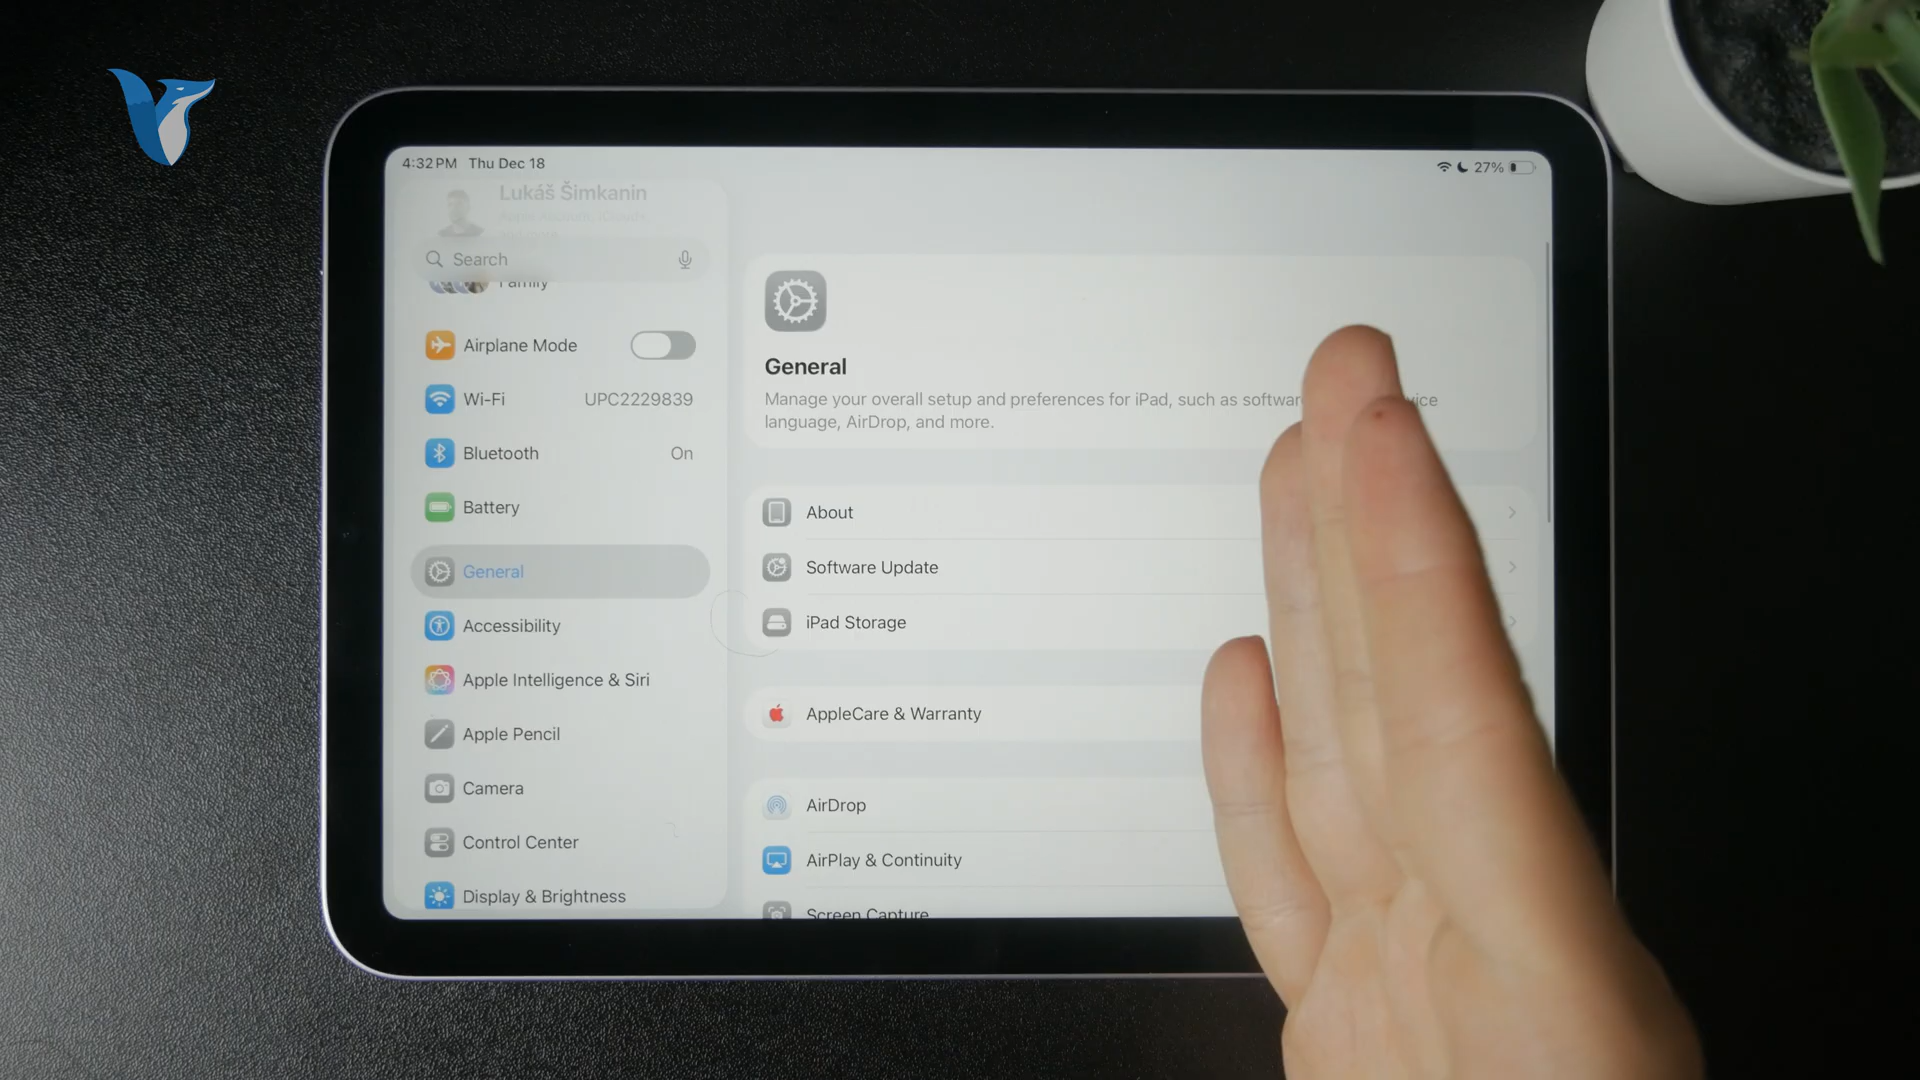 4:32 PM Thu Dec 18
27%
Lukáš Šimkanin
Search
Family
Airplane Mode
Wi-Fi UPC2229839
Bluetooth On
Battery
General
Accessibility
Apple Intelligence & Siri
Apple Pencil
Camera
Control Center
Display & Brightness
General
Manage your overall setup and preferences for iPad, such as softwar vice
language, AirDrop, and more.
About
Software Update
iPad Storage
AppleCare & Warranty
AirDrop
AirPlay & Continuity
Screen Capture